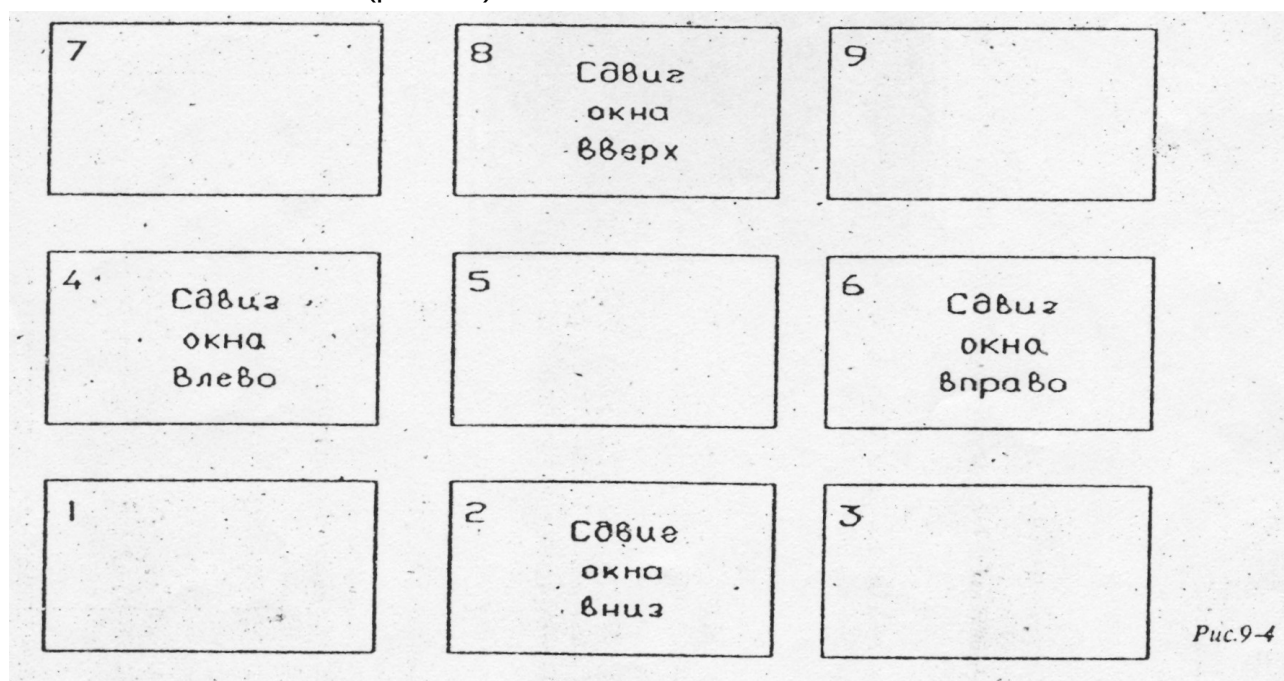 7
8
Сдвиг
окна
вверх
9
4
Сдвиг
окна
влево
5
6
Сдвиг
окна
вправо
1
2
Сдвиг
окна
вниз
3
Рис.9-4